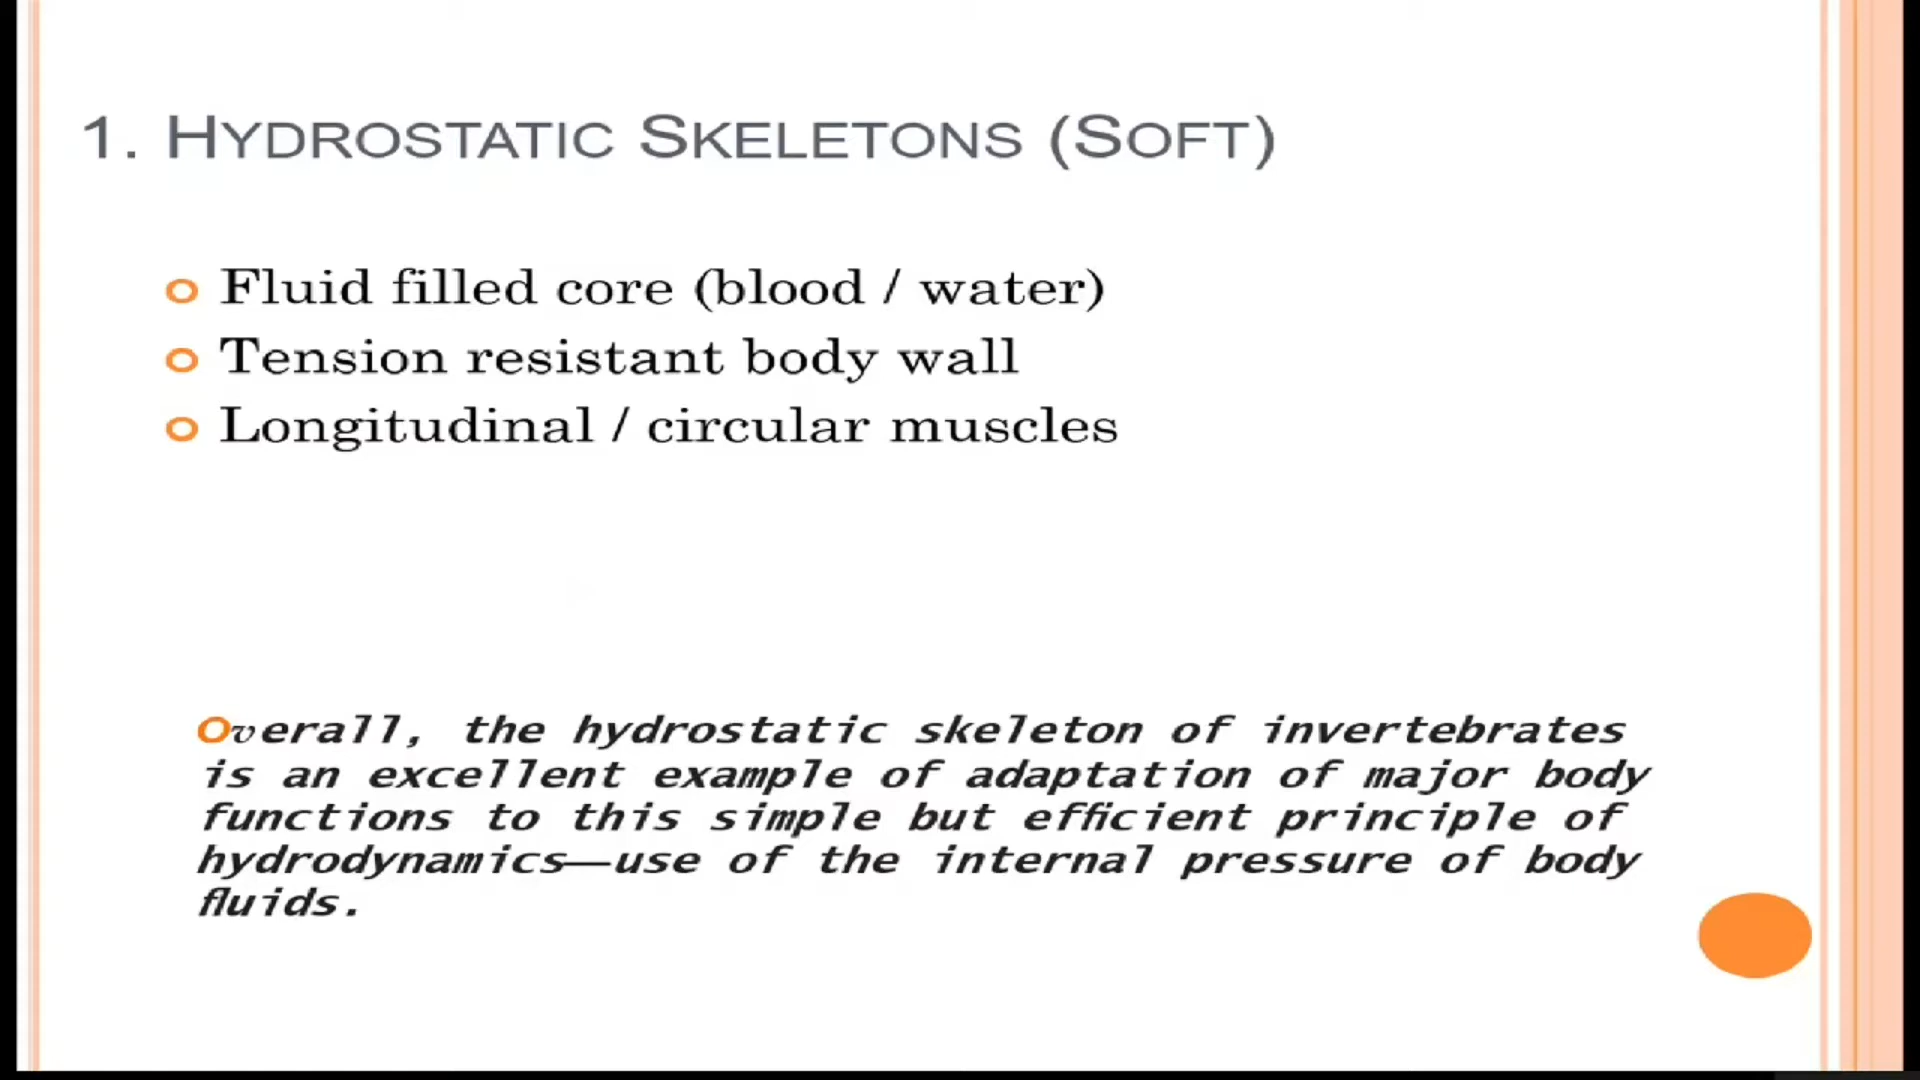 1. Hydrostatic Skeletons (Soft)
Fluid filled core (blood / water)
Tension resistant body wall
Longitudinal / circular muscles
Overall, the hydrostatic skeleton of invertebrates
is an excellent example of adaptation of major body
functions to this simple but efficient principle of
hydrodynamics—use of the internal pressure of body
fluids.